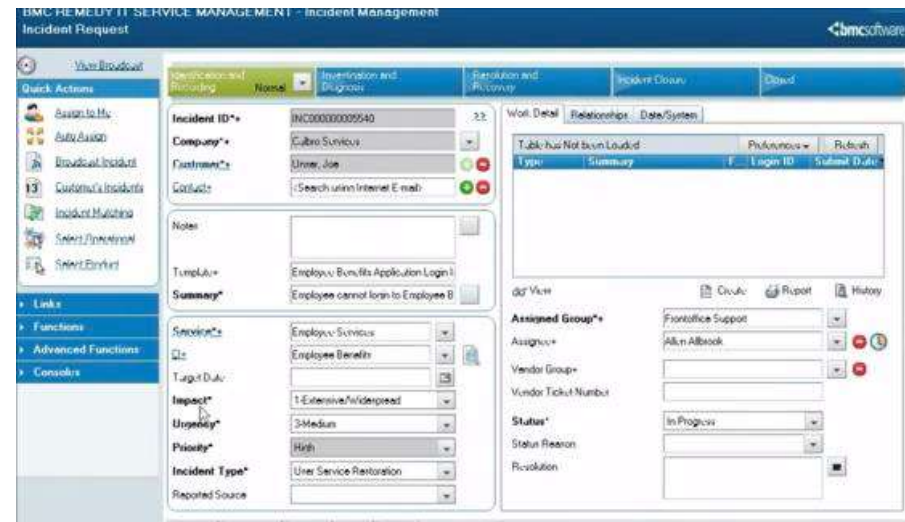 BMC REMEDY IT SERVICE MANAGEMENT - Incident Management
Incident Request
bmcsoftware
View Broadcast
Quick Actions
Assign to Me
Auto Assign
Broadcast Incident
Customer's Incidents
Incident Matching
Select Operational
Select Product
Links
Functions
Advanced Functions
Consoles
Identification and Recording
Normal
Investigation and Diagnosis
Resolution and Recovery
Incident Closure
Closed
Incident ID*+ INC000000005540
Company*+ Calbro Services
Customer*+ Unser, Joe
Contact+ <Search using Internet E-mail>
Notes
Template+ Employee Benefits Application Login I
Summary* Employee cannot login to Employee B
Service*+ Employee Services
CI+ Employee Benefits
Target Date
Impact* 1-Extensive/Widespread
Urgency* 3-Medium
Priority* High
Incident Type* User Service Restoration
Reported Source
Work Detail Relationships Date/System
Table has Not been Loaded Preferences Refresh
Type Summary F... Login ID Submit Date
View Create Report History
Assigned Group*+ Frontoffice Support
Assignee+ Allen Allbrook
Vendor Group+
Vendor Ticket Number
Status* In Progress
Status Reason
Resolution